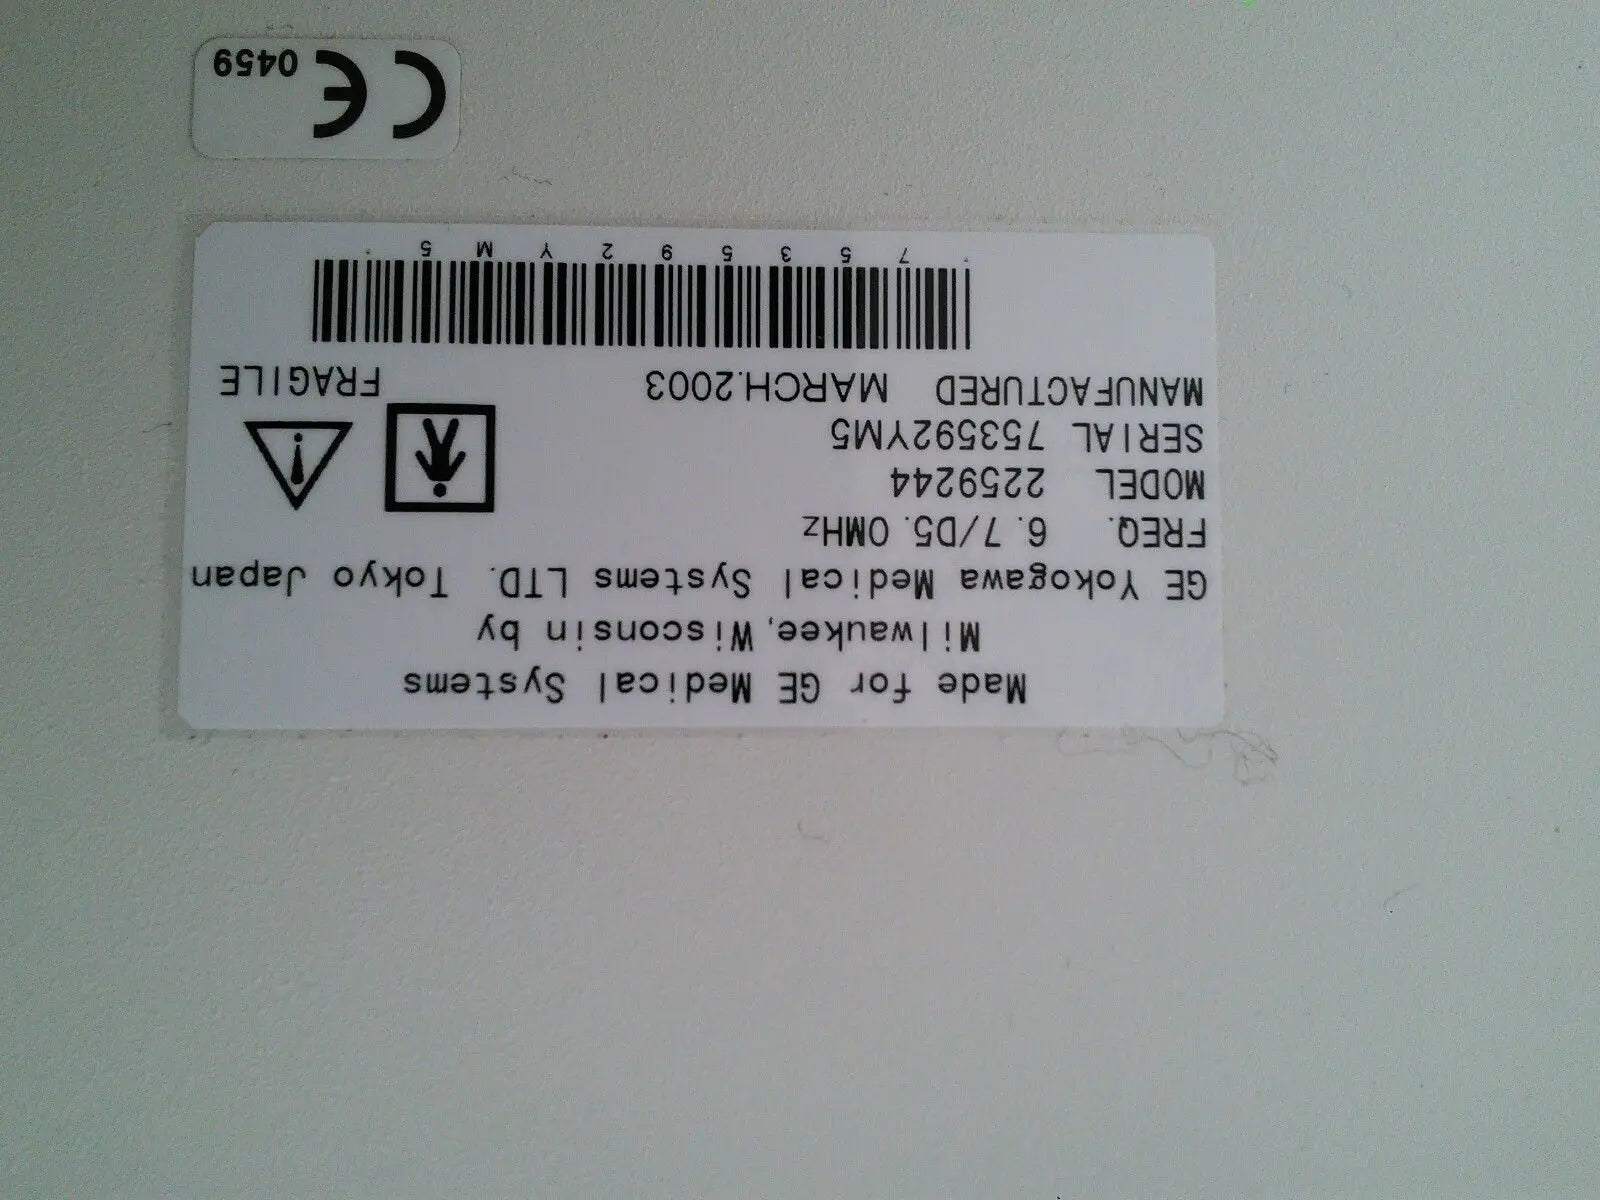 Made for GE Medical Systems
Milwaukee, Wisconsin by
GE Yokogawa Medical Systems LTD. Tokyo Japan
FREQ. 6.7/D5.0MHz
MODEL 2259244
SERIAL 753592YM5
MANUFACTURED MARCH.2003
FRAGILE
* 7 5 3 5 9 2 Y M 5 *
CE 0459